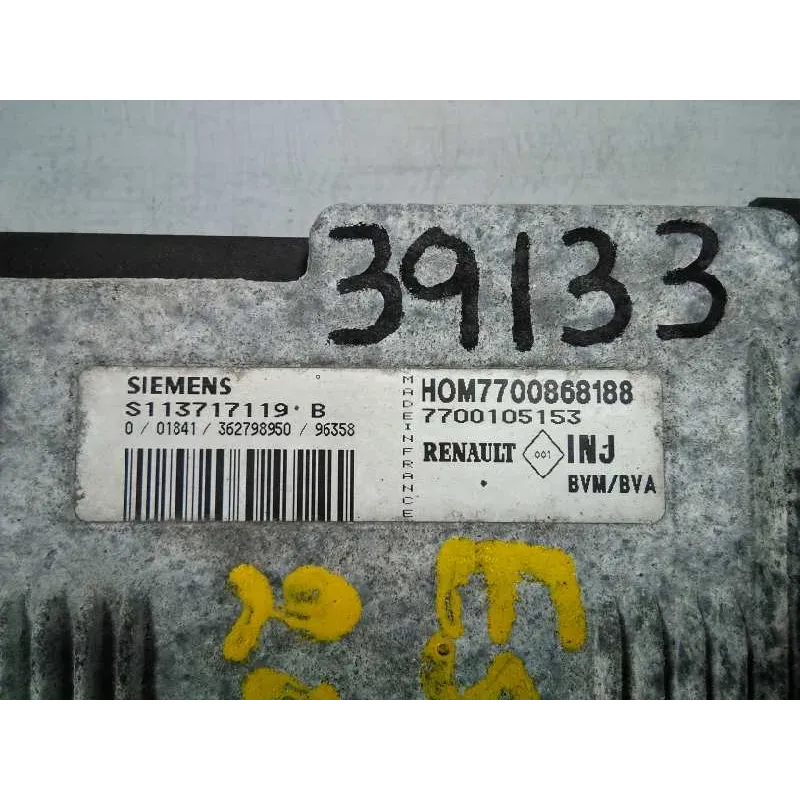 39133
SIEMENS
S113717119 B
0 / 01841 / 362798950 / 96358
MADE IN FRANCE
HOM7700868188
7700105153
RENAULT 001 INJ
BVM/BVA